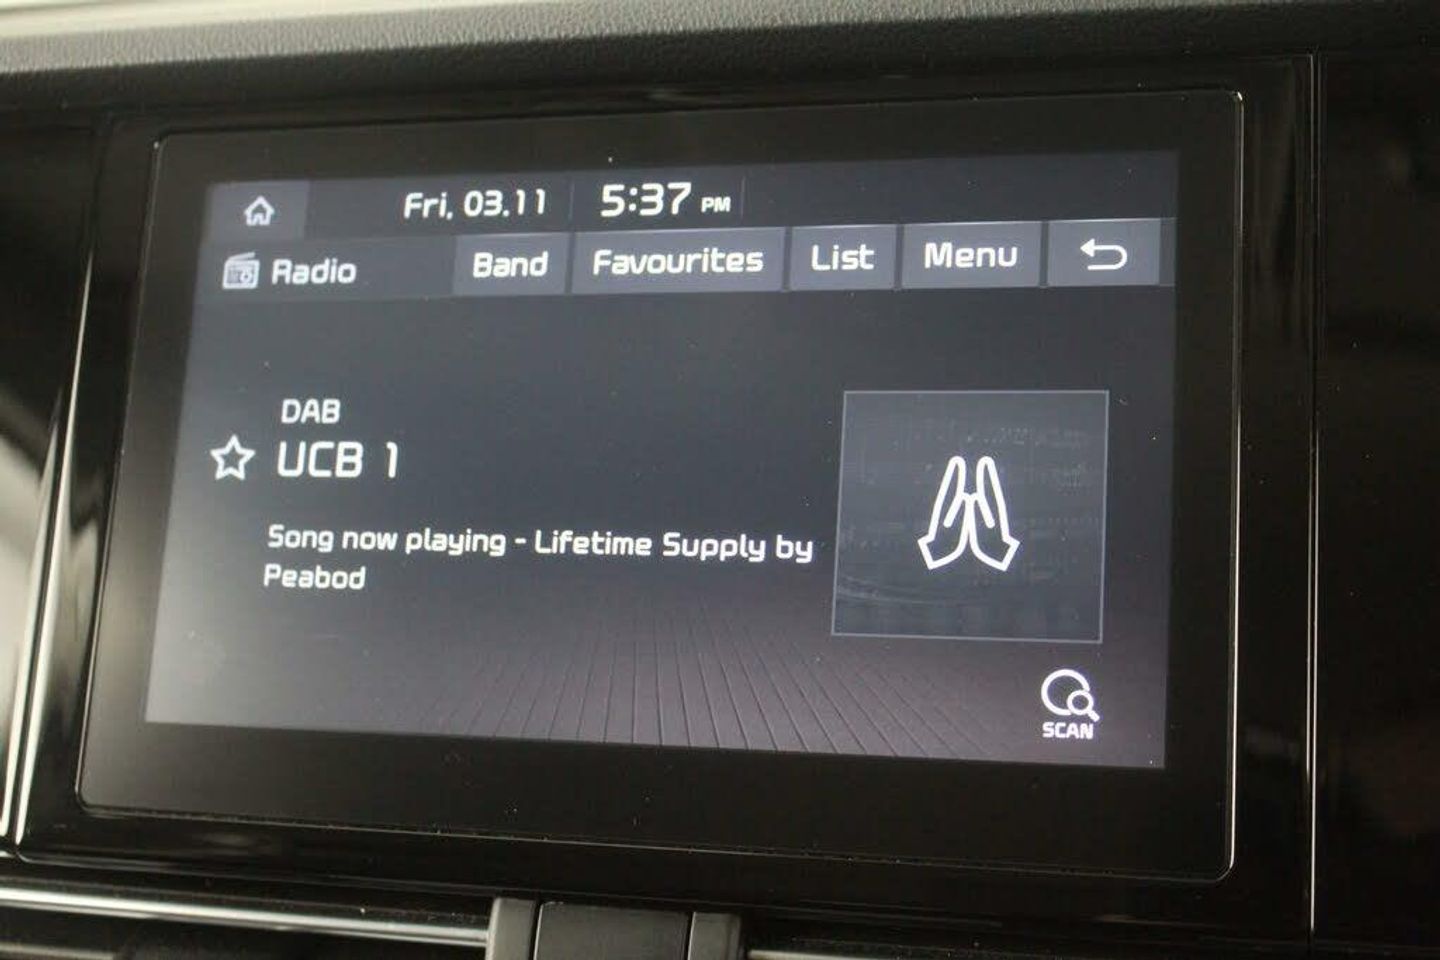 Fri, 03.11 5:37 PM
Radio Band Favourites List Menu
DAB
UCB 1
Song now playing - Lifetime Supply by
Peabod
SCAN